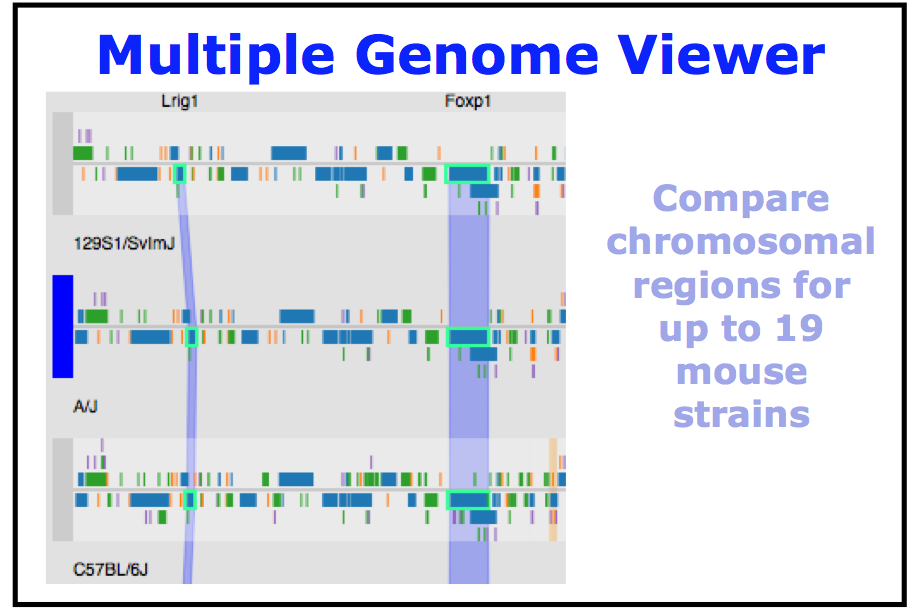 Multiple Genome Viewer
Lrig1 Foxp1
129S1/SvImJ
A/J
C57BL/6J
Compare
chromosomal
regions for
up to 19
mouse
strains